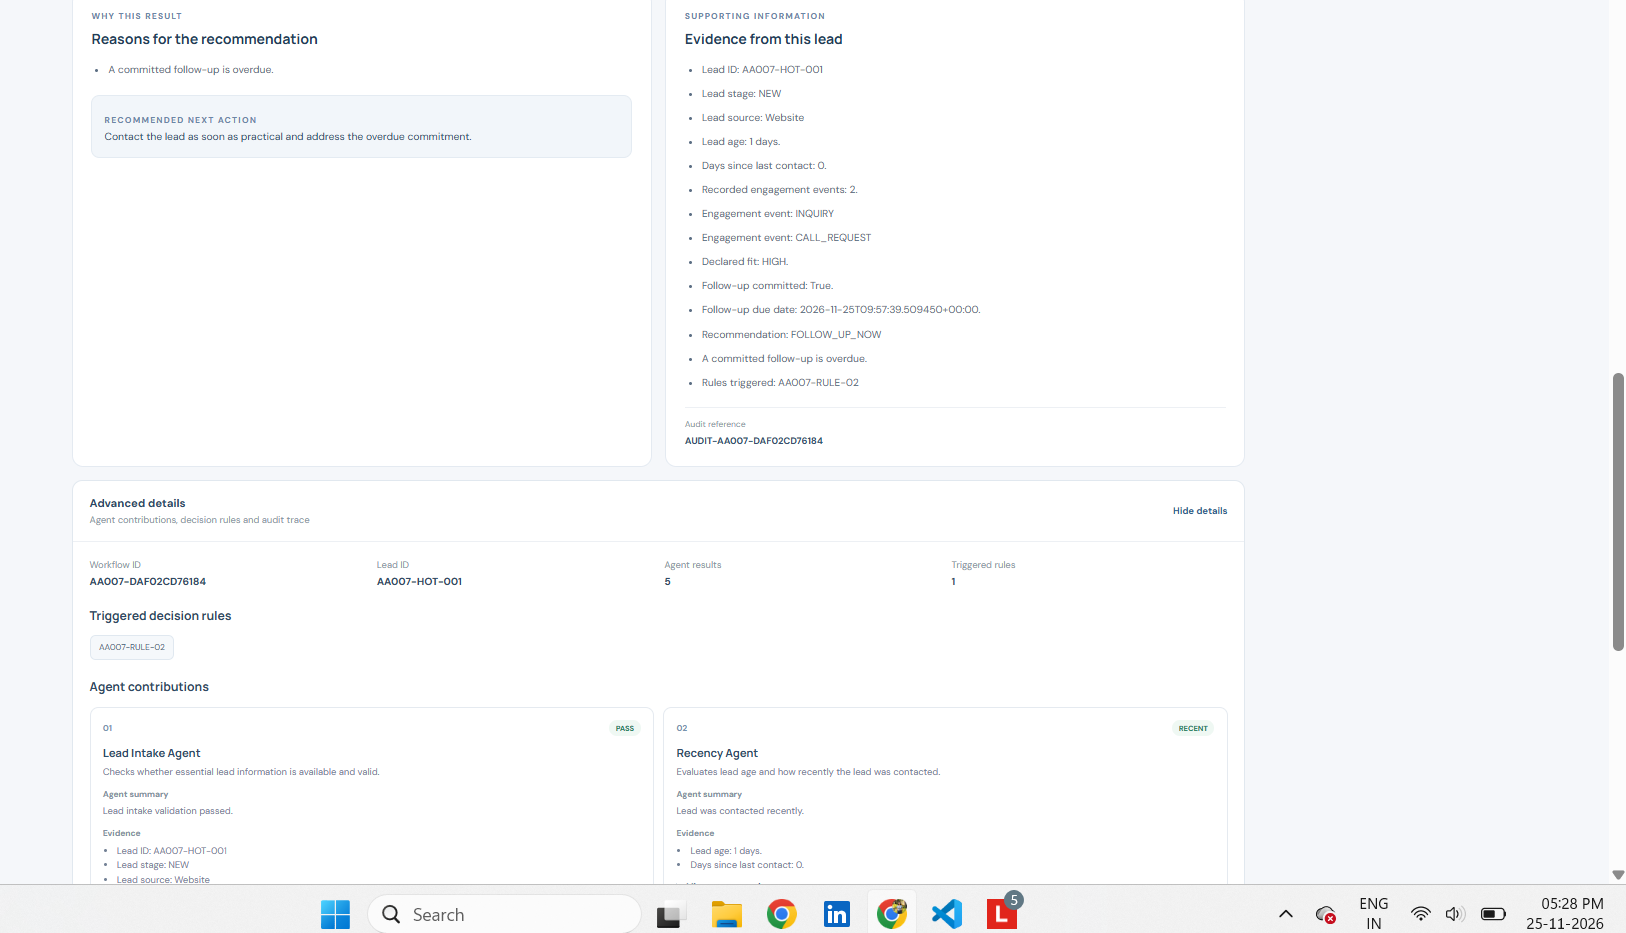 WHY THIS RESULT
Reasons for the recommendation
• A committed follow-up is overdue.
RECOMMENDED NEXT ACTION
Contact the lead as soon as practical and address the overdue commitment.
SUPPORTING INFORMATION
Evidence from this lead
• Lead ID: AA007-HOT-001
• Lead stage: NEW
• Lead source: Website
• Lead age: 1 days.
• Days since last contact: 0.
• Recorded engagement events: 2.
• Engagement event: INQUIRY
• Engagement event: CALL_REQUEST
• Declared fit: HIGH.
• Follow-up committed: True.
• Follow-up due date: 2026-11-25T09:57:39.509450+00:00.
• Recommendation: FOLLOW_UP_NOW
• A committed follow-up is overdue.
• Rules triggered: AA007-RULE-02
Audit reference
AUDIT-AA007-DAF02CD76184
Advanced details
Agent contributions, decision rules and audit trace
Hide details
Workflow ID
AA007-DAF02CD76184
Lead ID
AA007-HOT-001
Agent results
5
Triggered rules
1
Triggered decision rules
AA007-RULE-02
Agent contributions
01
PASS
Lead Intake Agent
Checks whether essential lead information is available and valid.
Agent summary
Lead intake validation passed.
Evidence
• Lead ID: AA007-HOT-001
• Lead stage: NEW
• Lead source: Website
02
RECENT
Recency Agent
Evaluates lead age and how recently the lead was contacted.
Agent summary
Lead was contacted recently.
Evidence
• Lead age: 1 days.
• Days since last contact: 0.
Search
in
L
5
ENG
IN
05:28 PM
25-11-2026